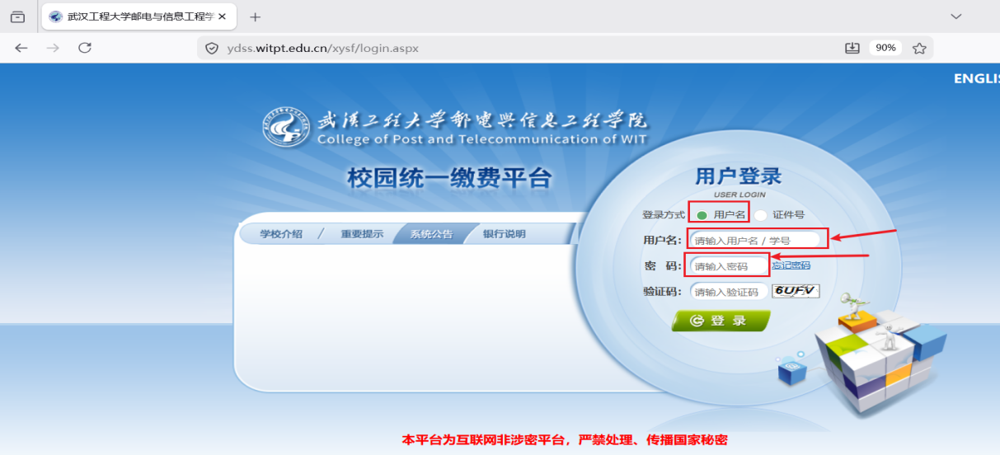 武汉工程大学邮电与信息工程学
ydss.witpt.edu.cn/xysf/login.aspx
90%
武漢工程大学郵電與信息工程学院
College of Post and Telecommunication of WIT
校园统一缴费平台
用户登录
USER LOGIN
登录方式 用户名 证件号
学校介绍 / 重要提示 系统公告 银行说明
用户名: 请输入用户名 / 学号
密 码: 请输入密码 忘记密码
验证码: 请输入验证码 6UFV
登 录
本平台为互联网非涉密平台，严禁处理、传播国家秘密